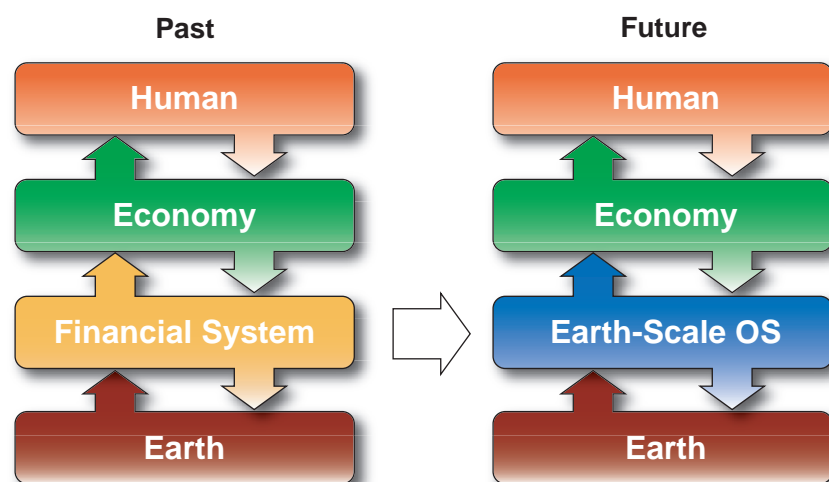 Past
Human
Economy
Financial System
Earth
Future
Human
Economy
Earth-Scale OS
Earth